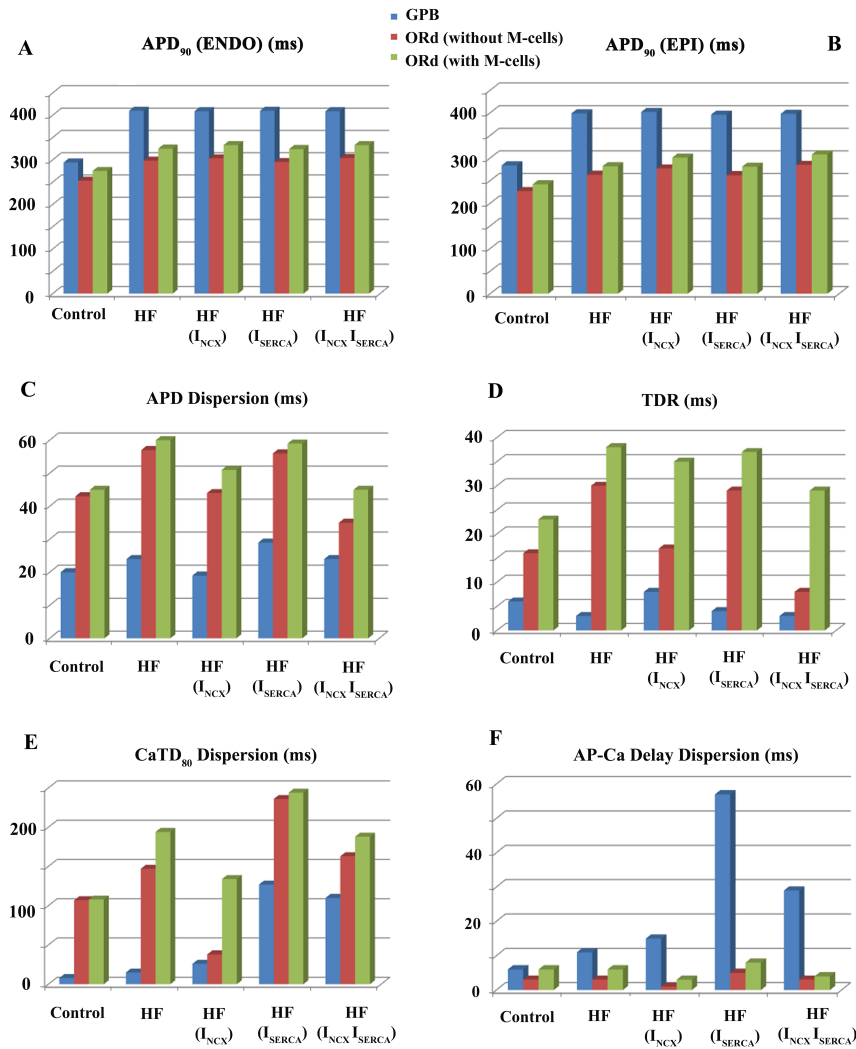 GPB
ORd (without M-cells)
ORd (with M-cells)
A
APD90 (ENDO) (ms)
400
300
200
100
0
Control
HF
HF
(INCX)
HF
(ISERCA)
HF
(INCX ISERCA)
APD90 (EPI) (ms)
B
400
300
200
100
0
Control
HF
HF
(INCX)
HF
(ISERCA)
HF
(INCX ISERCA)
C
APD Dispersion (ms)
60
40
20
0
Control
HF
HF
(INCX)
HF
(ISERCA)
HF
(INCX ISERCA)
D
TDR (ms)
40
30
20
10
0
Control
HF
HF
(INCX)
HF
(ISERCA)
HF
(INCX ISERCA)
E
CaTD80 Dispersion (ms)
200
100
0
Control
HF
HF
(INCX)
HF
(ISERCA)
HF
(INCX ISERCA)
F
AP-Ca Delay Dispersion (ms)
60
40
20
0
Control
HF
HF
(INCX)
HF
(ISERCA)
HF
(INCX ISERCA)